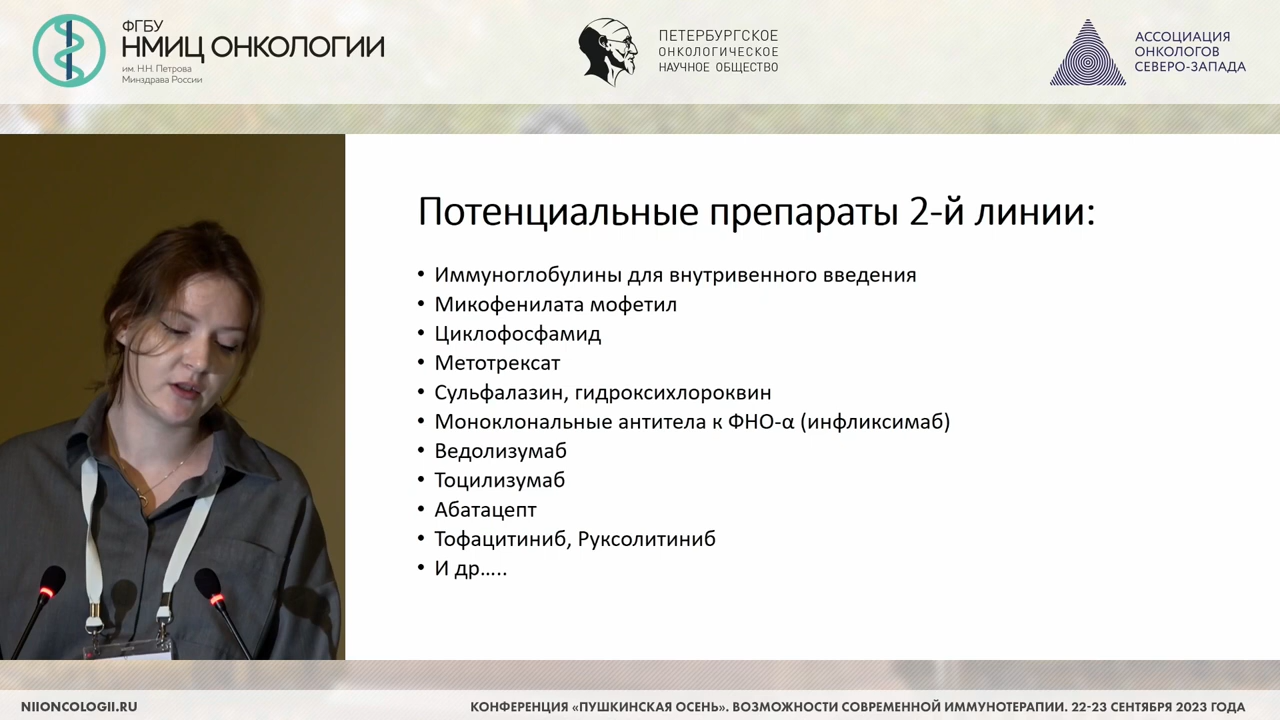 ФГБУ
НМИЦ ОНКОЛОГИИ
им. Н.Н. Петрова
Минздрава России
ПЕТЕРБУРГСКОЕ
ОНКОЛОГИЧЕСКОЕ
НАУЧНОЕ ОБЩЕСТВО
АССОЦИАЦИЯ
ОНКОЛОГОВ
СЕВЕРО-ЗАПАДА
Потенциальные препараты 2-й линии:
• Иммуноглобулины для внутривенного введения
• Микофенилата мофетил
• Циклофосфамид
• Метотрексат
• Сульфалазин, гидроксихлороквин
• Моноклональные антитела к ФНО-α (инфликсимаб)
• Ведолизумаб
• Тоцилизумаб
• Абатацепт
• Тофацитиниб, Руксолитиниб
• И др…..
NIIONCOLOGII.RU
КОНФЕРЕНЦИЯ «ПУШКИНСКАЯ ОСЕНЬ». ВОЗМОЖНОСТИ СОВРЕМЕННОЙ ИММУНОТЕРАПИИ. 22-23 СЕНТЯБРЯ 2023 ГОДА